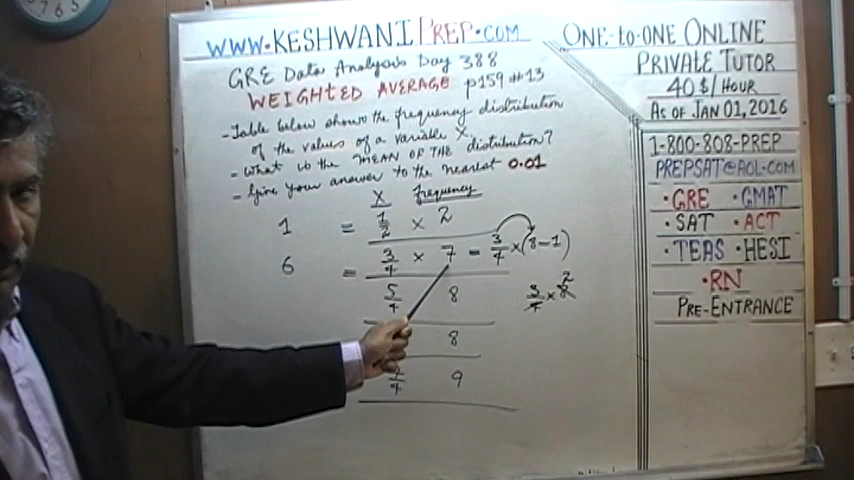 WWW.KESHWANIPREP.COM
GRE Data Analysis Day 388
WEIGHTED AVERAGE p159 #13
- Table below shows the frequency distribution
of the values of a variable X.
= What is the MEAN OF THE distribution?
= Give your answer to the nearest 0.01
X frequency
1 = 1/2 × 2
6 = 3/4 × 7 = 3/4 × (8-1)
5/4 8 3/4 × 8 2
8
4 9
ONE-TO-ONE ONLINE
PRIVATE TUTOR
40$/HOUR
AS OF JAN 01, 2016
1-800-808-PREP
PREPSAT@AOL.COM
•GRE •GMAT
•SAT •ACT
•TEAS •HESI
•RN
PRE-ENTRANCE